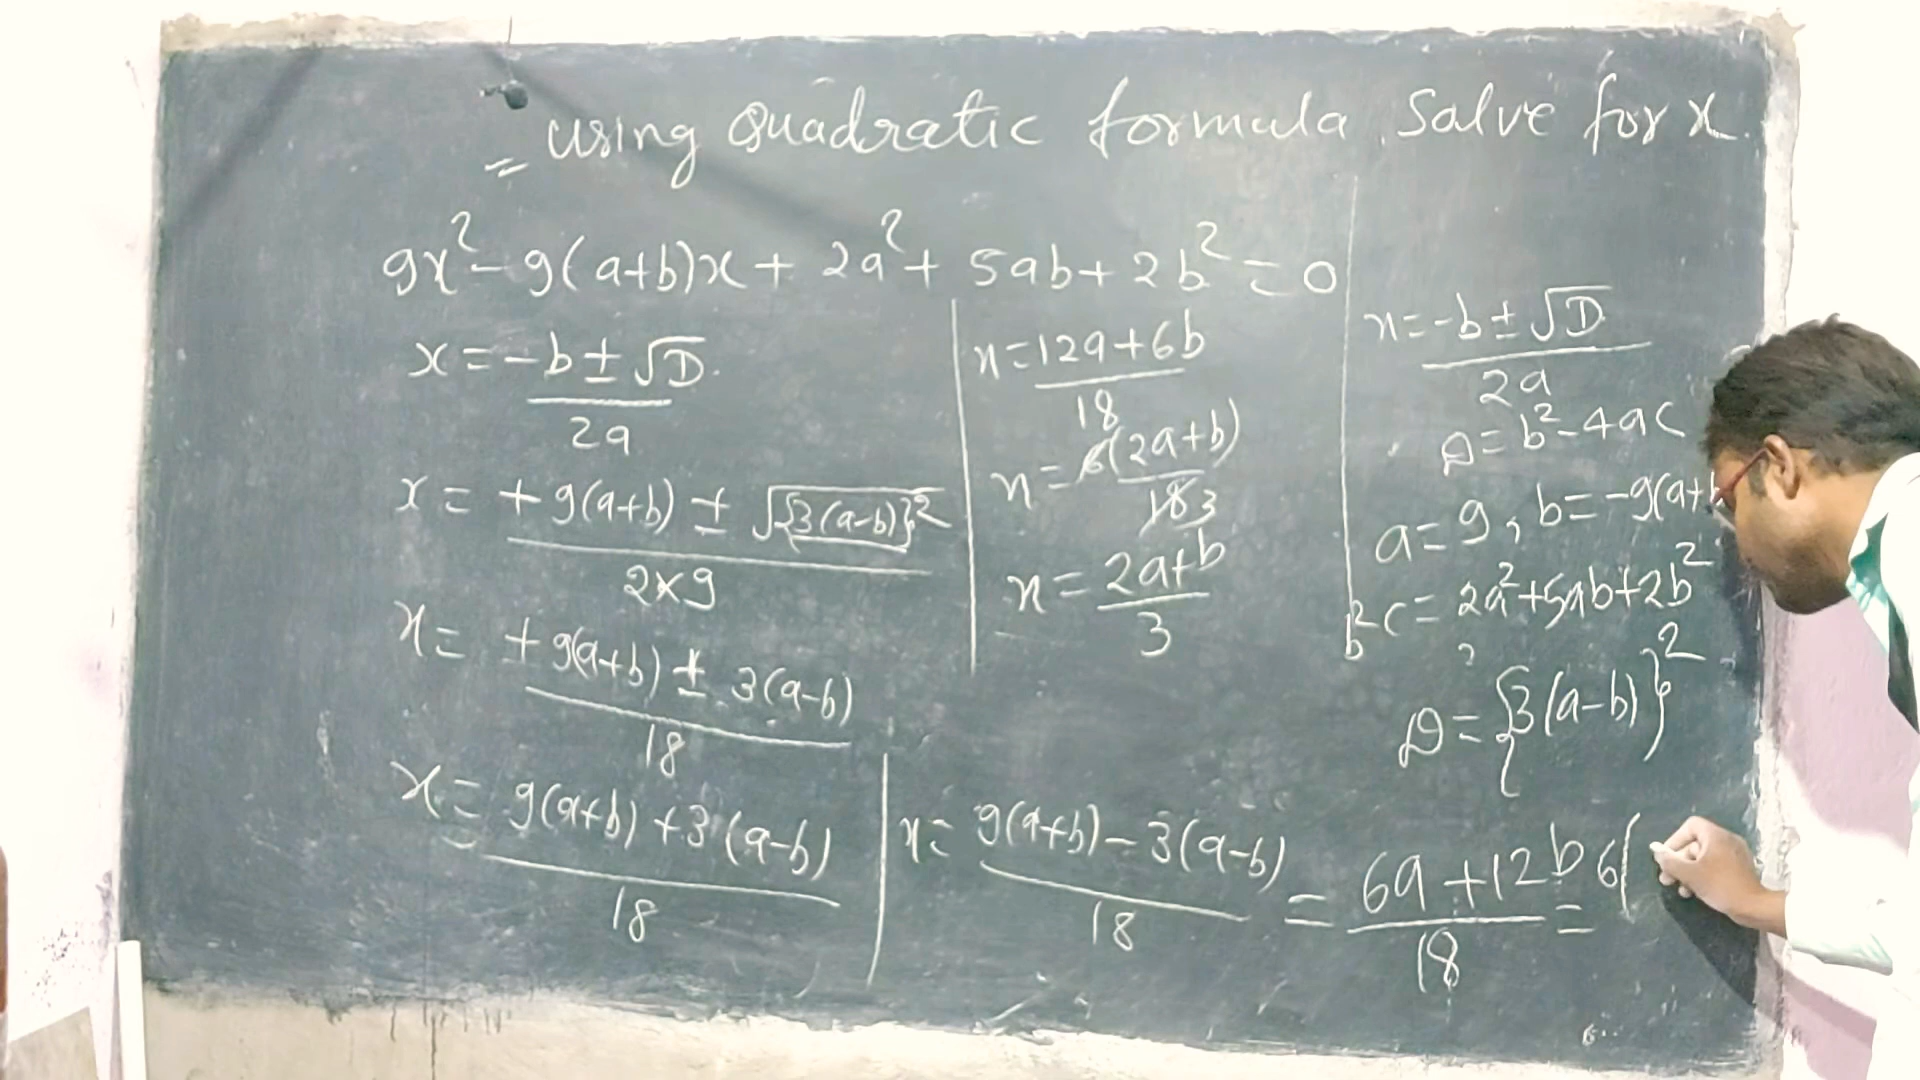 = using Quadratic formula. Salve for x.
9x² - 9(a+b)x + 2a² + 5ab + 2b² = 0
x = -b ± √D
2a
x = + 9(a+b) ± √{3(a-b)}²
2×9
x = + 9(a+b) ± 3(a-b)
18
x = 9(a+b) + 3(a-b)
18
x = 12a+6b
18
x = 6(2a+b)
18 3
x = 2a+b
3
x = -b ± √D
2a
D = b² - 4ac
a = 9, b = -9(a+
b² c = 2a² + 5ab + 2b²
D = {3(a-b)}²
x = 9(a+b) - 3(a-b) = 6a + 12b = 6(
18 18